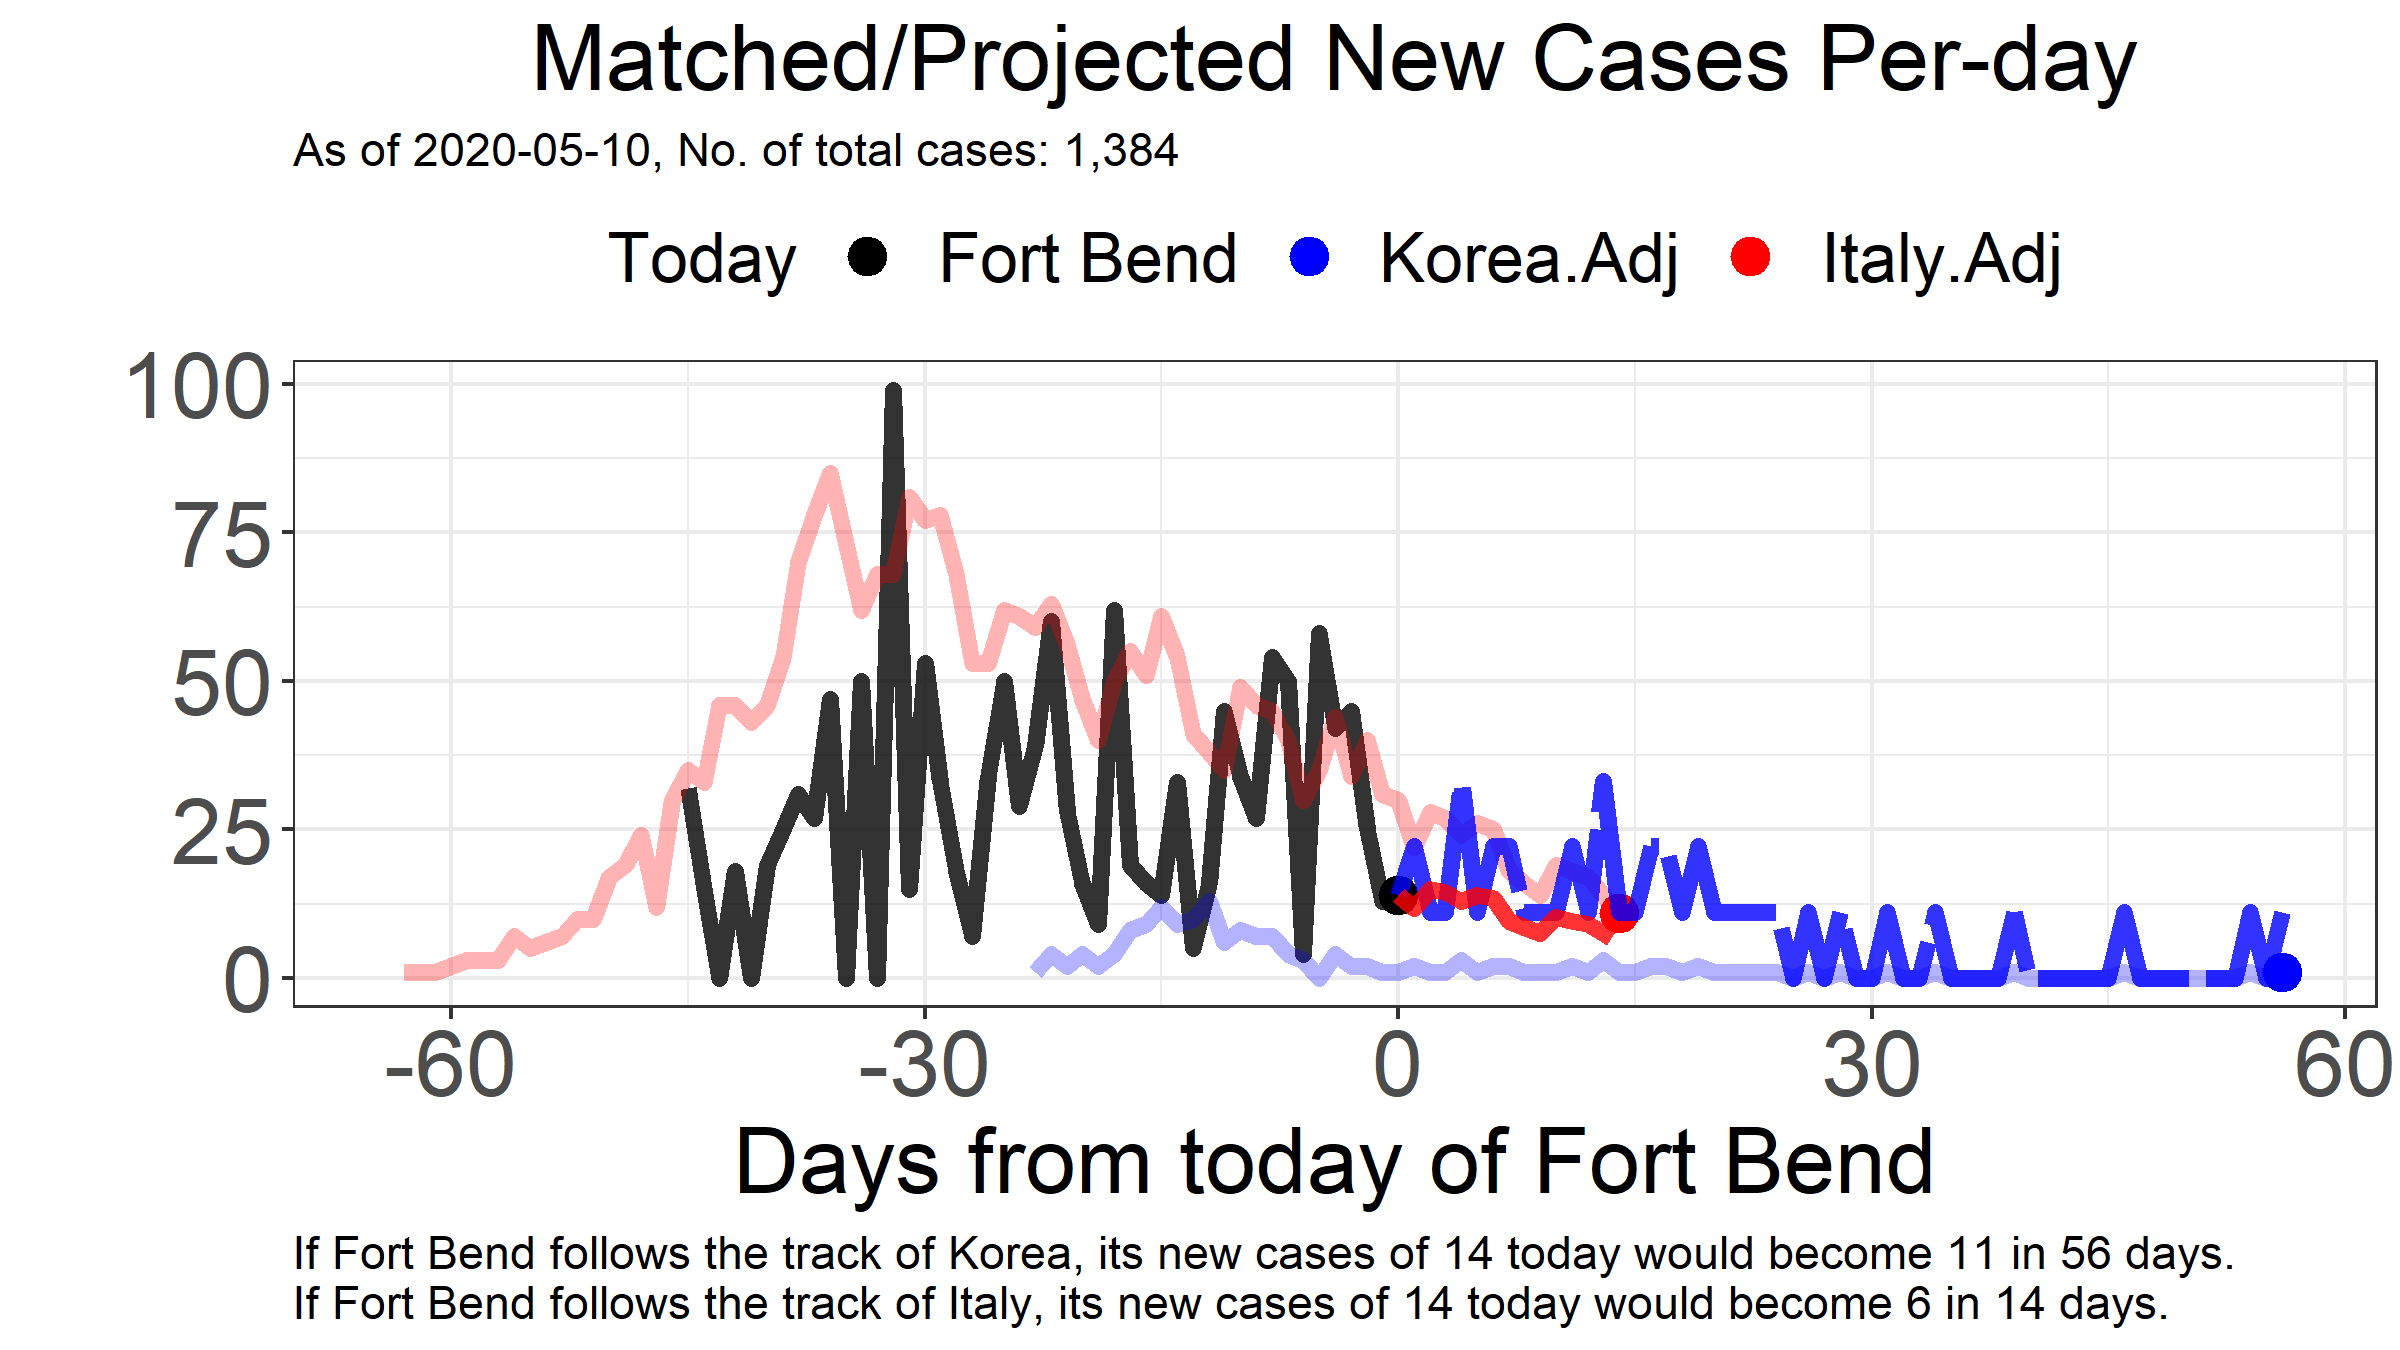 Matched/Projected New Cases Per-day
As of 2020-05-10, No. of total cases: 1,384
Today Fort Bend Korea.Adj Italy.Adj
100
75
50
25
0
-60 -30 0 30 60
Days from today of Fort Bend
If Fort Bend follows the track of Korea, its new cases of 14 today would become 11 in 56 days.
If Fort Bend follows the track of Italy, its new cases of 14 today would become 6 in 14 days.